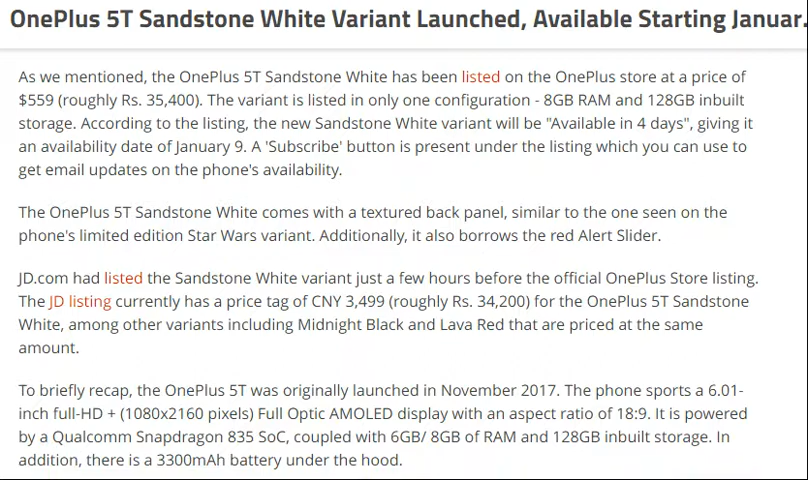 OnePlus 5T Sandstone White Variant Launched, Available Starting Januar.
As we mentioned, the OnePlus 5T Sandstone White has been listed on the OnePlus store at a price of
$559 (roughly Rs. 35,400). The variant is listed in only one configuration - 8GB RAM and 128GB inbuilt
storage. According to the listing, the new Sandstone White variant will be "Available in 4 days", giving it
an availability date of January 9. A 'Subscribe' button is present under the listing which you can use to
get email updates on the phone's availability.
The OnePlus 5T Sandstone White comes with a textured back panel, similar to the one seen on the
phone's limited edition Star Wars variant. Additionally, it also borrows the red Alert Slider.
JD.com had listed the Sandstone White variant just a few hours before the official OnePlus Store listing.
The JD listing currently has a price tag of CNY 3,499 (roughly Rs. 34,200) for the OnePlus 5T Sandstone
White, among other variants including Midnight Black and Lava Red that are priced at the same
amount.
To briefly recap, the OnePlus 5T was originally launched in November 2017. The phone sports a 6.01-
inch full-HD + (1080x2160 pixels) Full Optic AMOLED display with an aspect ratio of 18:9. It is powered
by a Qualcomm Snapdragon 835 SoC, coupled with 6GB/ 8GB of RAM and 128GB inbuilt storage. In
addition, there is a 3300mAh battery under the hood.